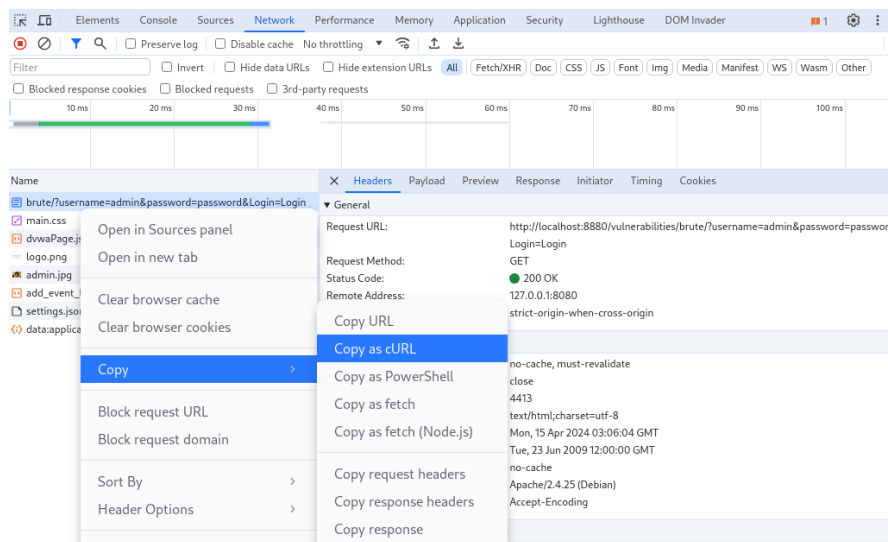 Elements Console Sources Network Performance Memory Application Security Lighthouse DOM Invader 1
Preserve log Disable cache No throttling
Filter Invert Hide data URLs Hide extension URLs All Fetch/XHR Doc CSS JS Font Img Media Manifest WS Wasm Other
Blocked response cookies Blocked requests 3rd-party requests
10 ms 20 ms 30 ms 40 ms 50 ms 60 ms 70 ms 80 ms 90 ms 100 ms
Name
brute/?username=admin&password=password&Login=Login
main.css
dvwaPage.js
logo.png
admin.jpg
add_event_
settings.json
data:applica
Open in Sources panel
Open in new tab
Clear browser cache
Clear browser cookies
Copy
Block request URL
Block request domain
Sort By
Header Options
Copy URL
Copy as cURL
Copy as PowerShell
Copy as fetch
Copy as fetch (Node.js)
Copy request headers
Copy response headers
Copy response
Headers Payload Preview Response Initiator Timing Cookies
General
Request URL: http://localhost:8880/vulnerabilities/brute/?username=admin&password=passwor
Login=Login
Request Method: GET
Status Code: 200 OK
Remote Address: 127.0.0.1:8080
strict-origin-when-cross-origin
no-cache, must-revalidate
close
4413
text/html;charset=utf-8
Mon, 15 Apr 2024 03:06:04 GMT
Tue, 23 Jun 2009 12:00:00 GMT
no-cache
Apache/2.4.25 (Debian)
Accept-Encoding